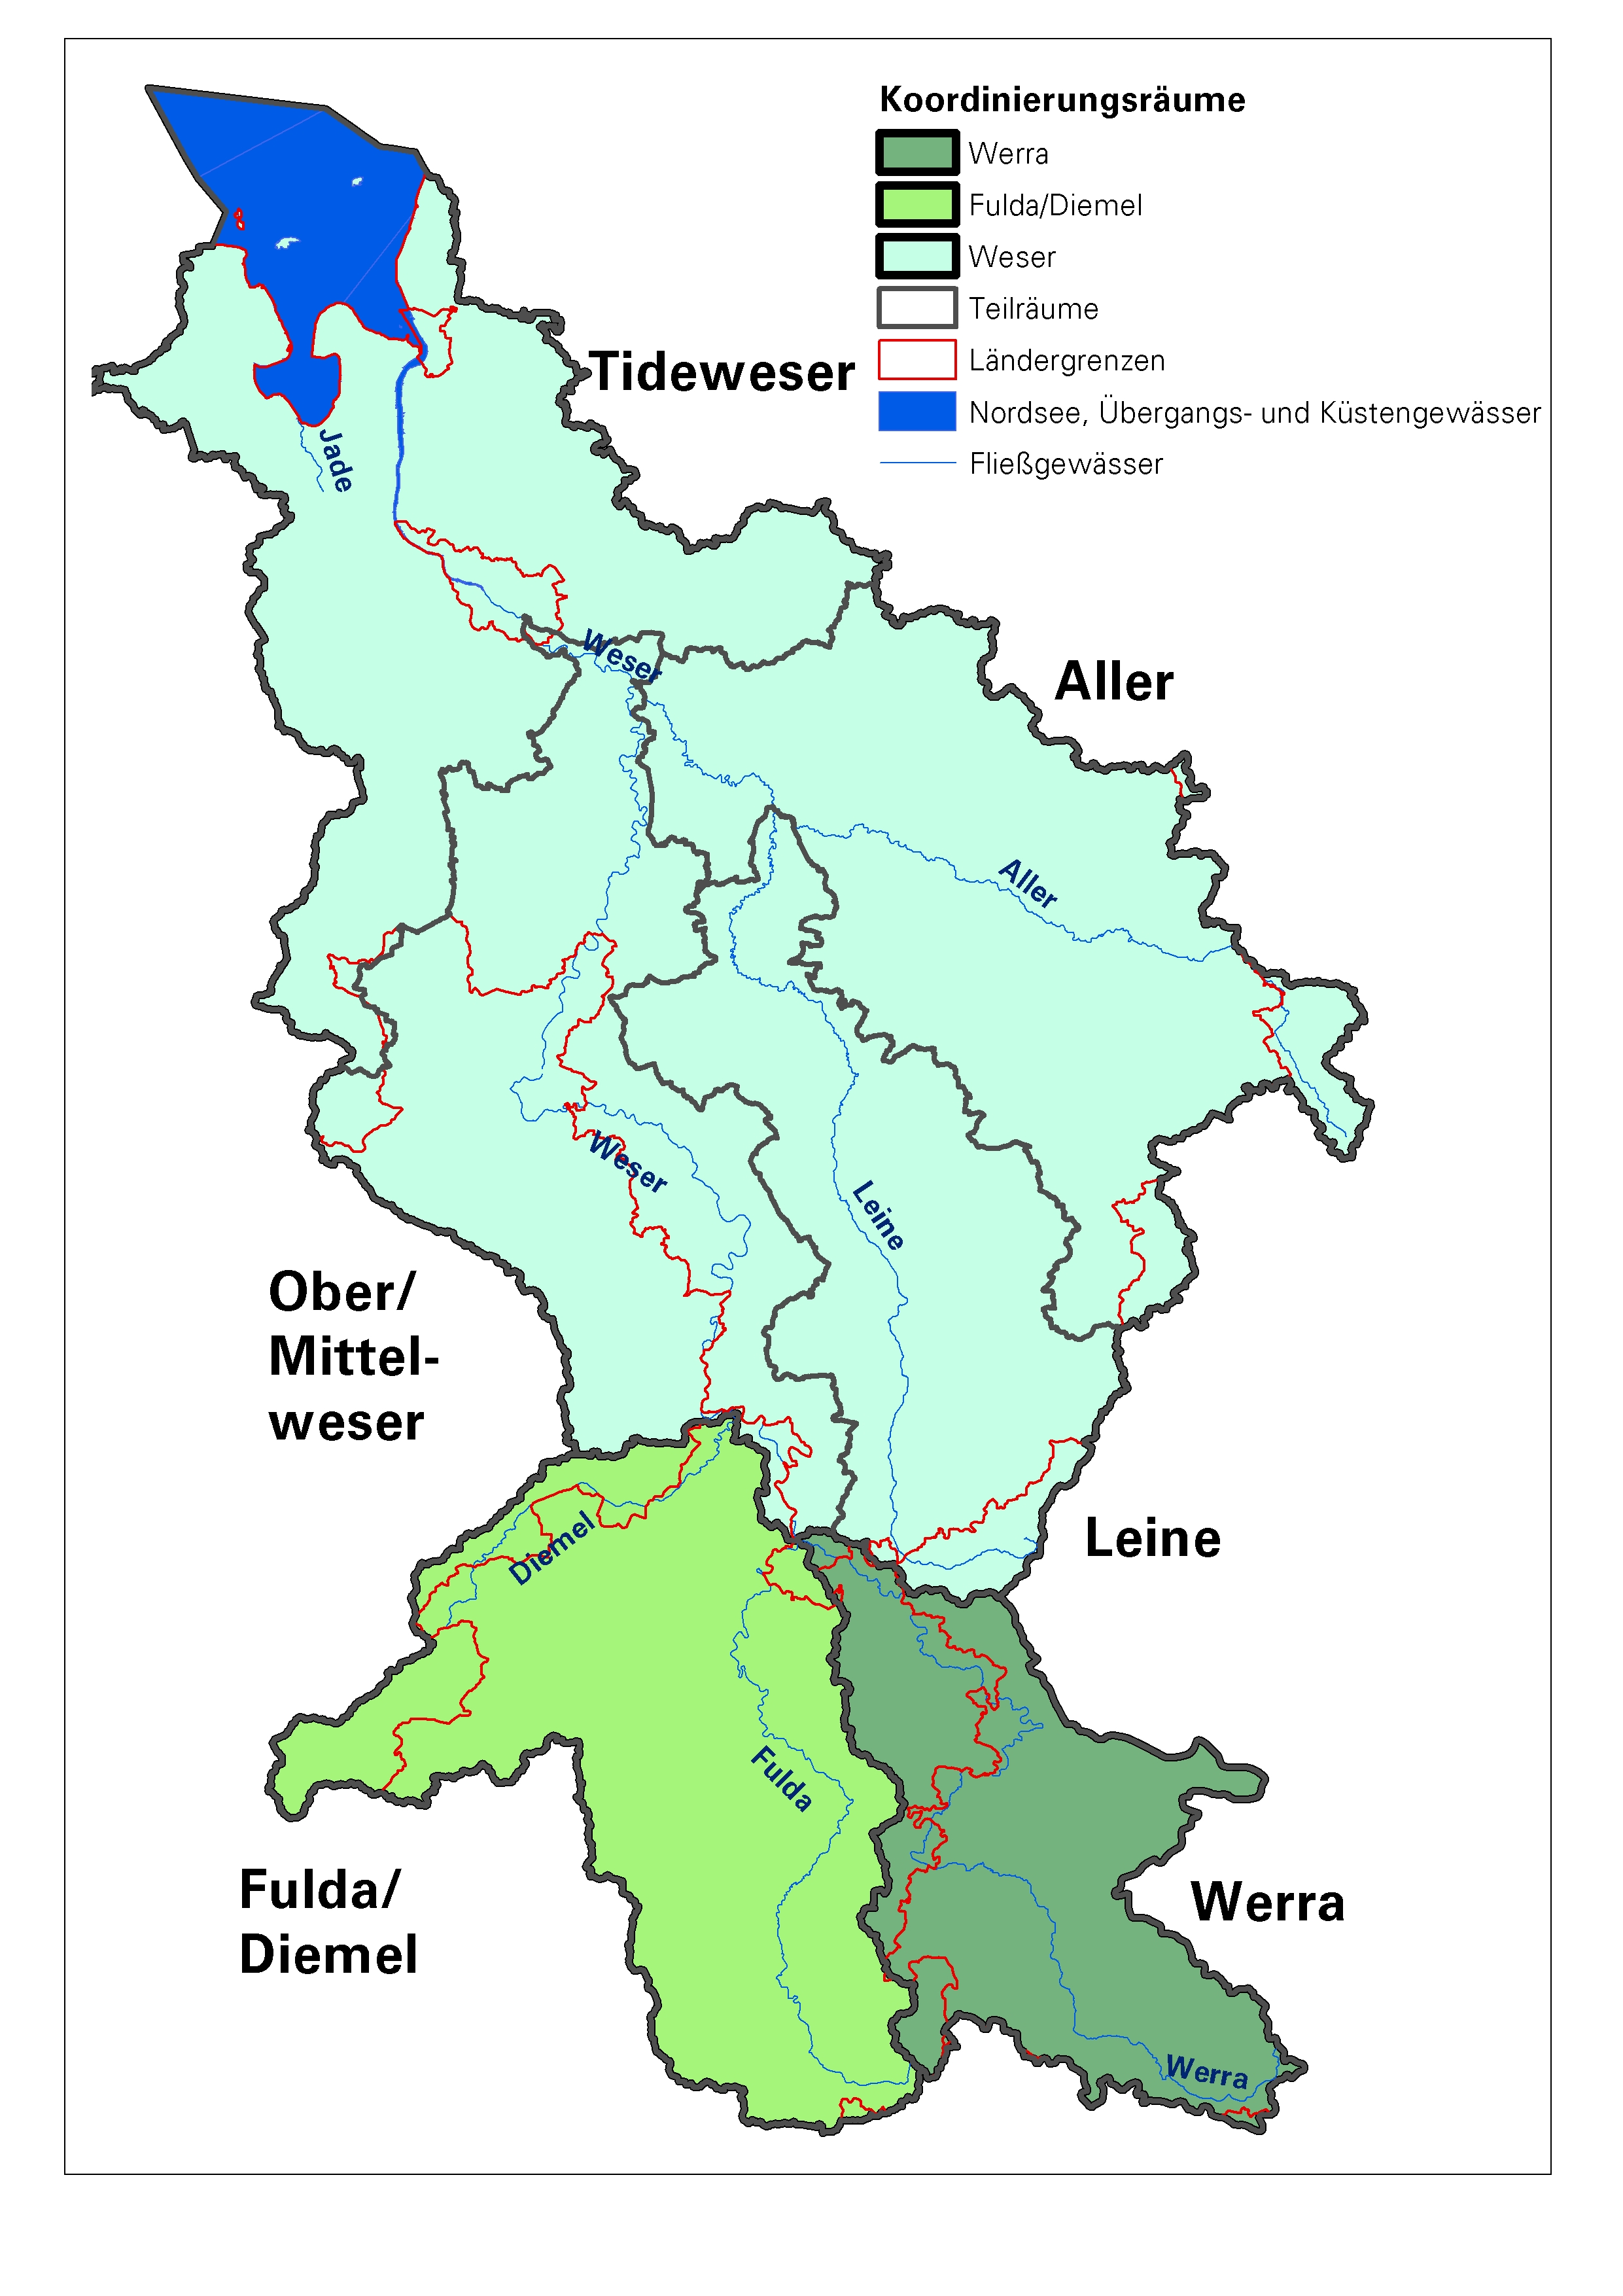 Koordinierungsräume
Werra
Fulda/Diemel
Weser
Teilräume
Ländergrenzen
Nordsee, Übergangs- und Küstengewässer
Fließgewässer
Tideweser
Jade
Weser
Aller
Aller
Weser
Leine
Ober/
Mittel-
weser
Diemel
Leine
Fulda
Fulda/
Diemel
Werra
Werra